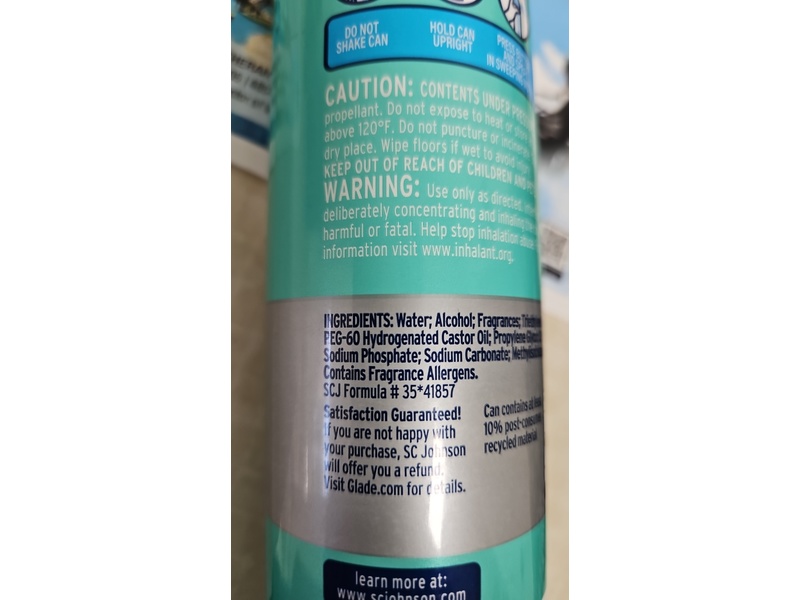 DO NOT
SHAKE CAN
HOLD CAN
UPRIGHT
IN
CAUTION: CONTENTS UNDER
propellant. Do not expose to heat or
above 120°F. Do not puncture or
dry place. Wipe floors if wet to avoid
KEEP OUT OF REACH OF CHILDREN AND
WARNING: Use only as directed.
deliberately concentrating and inhaling
harmful or fatal. Help stop inhalation
information visit www.inhalant.org.
INGREDIENTS: Water; Alcohol; Fragrances;
PEG-60 Hydrogenated Castor Oil; Propylene
Sodium Phosphate; Sodium Carbonate;
Contains Fragrance Allergens.
SCJ Formula # 35*41857
Satisfaction Guaranteed!
If you are not happy with
your purchase, SC Johnson
will offer you a refund.
Visit Glade.com for details.
Can contains at
10% post-consumer
recycled material
learn more at:
www.scjohnson.com